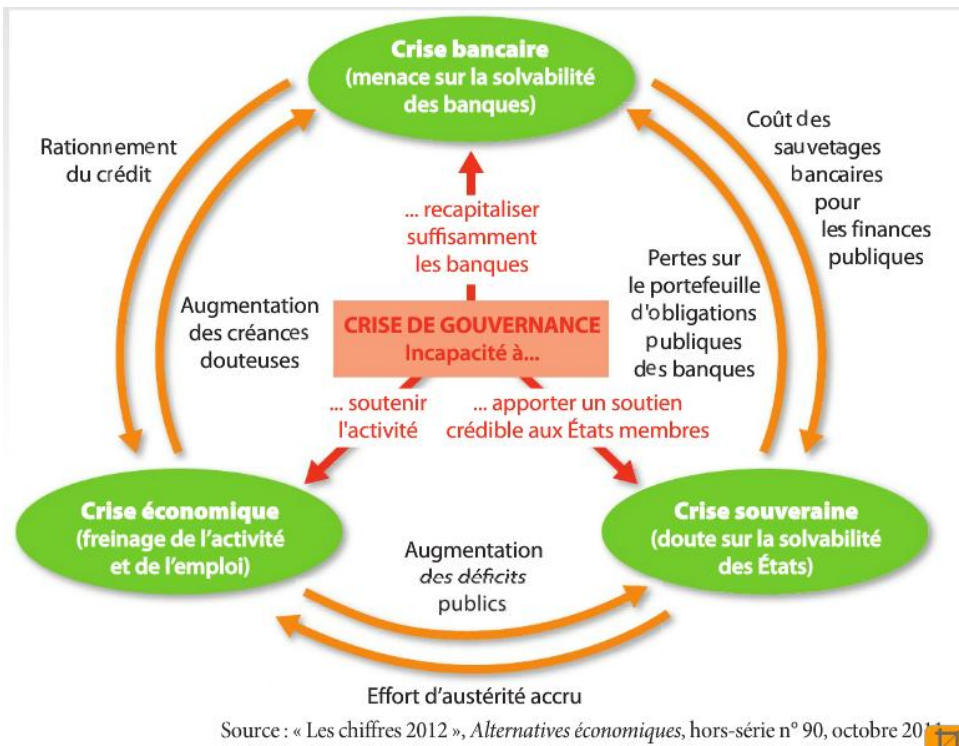 Crise bancaire
(menace sur la solvabilité
des banques)
Rationnement
du crédit
Coût des
sauvetages
bancaires
pour
les finances
publiques
... recapitaliser
suffisamment
les banques
Augmentation
des créances
douteuses
Pertes sur
le portefeuille
d'obligations
publiques
des banques
CRISE DE GOUVERNANCE
Incapacité à...
... soutenir
l'activité
... apporter un soutien
crédible aux États membres
Crise économique
(freinage de l'activité
et de l'emploi)
Crise souveraine
(doute sur la solvabilité
des États)
Augmentation
des déficits
publics
Effort d'austérité accru
Source : « Les chiffres 2012 », Alternatives économiques, hors-série n° 90, octobre